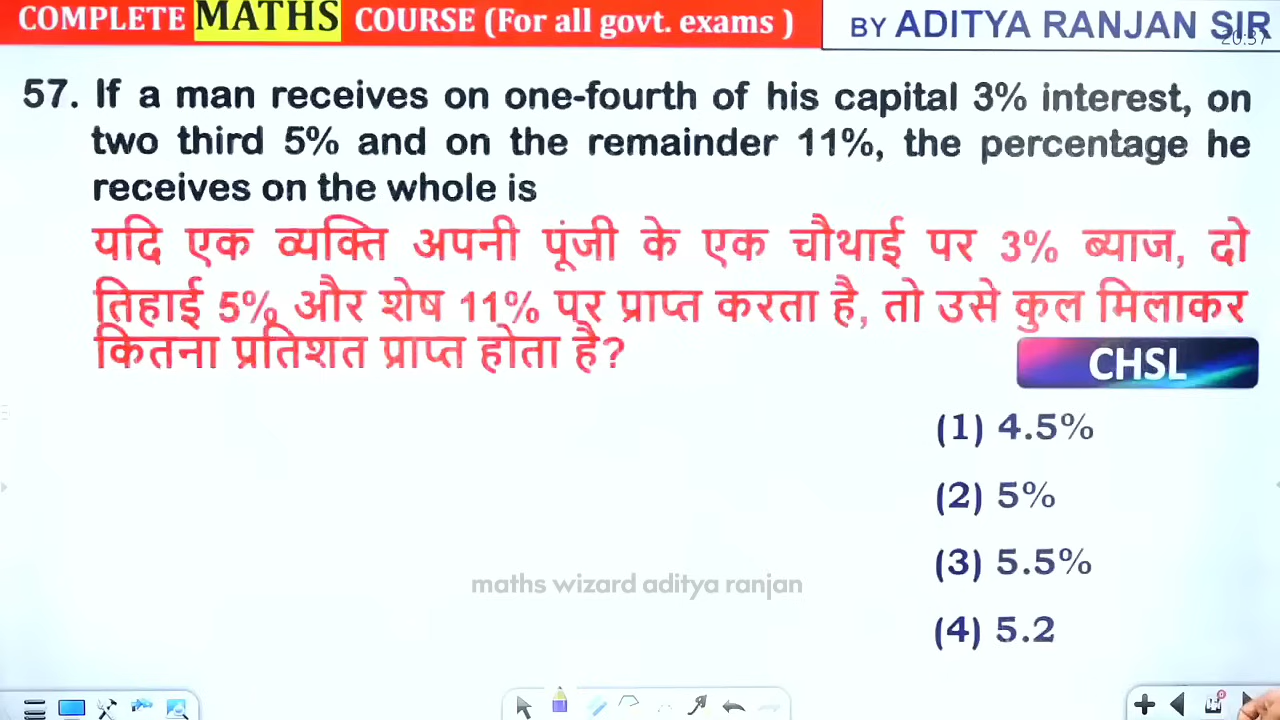 COMPLETE MATHS COURSE (For all govt. exams )
BY ADITYA RANJAN SIR
20:37
57. If a man receives on one-fourth of his capital 3% interest, on
two third 5% and on the remainder 11%, the percentage he
receives on the whole is
यदि एक व्यक्ति अपनी पूंजी के एक चौथाई पर 3% ब्याज, दो
तिहाई 5% और शेष 11% पर प्राप्त करता है, तो उसे कुल मिलाकर
कितना प्रतिशत प्राप्त होता है?
CHSL
(1) 4.5%
(2) 5%
(3) 5.5%
(4) 5.2
maths wizard aditya ranjan